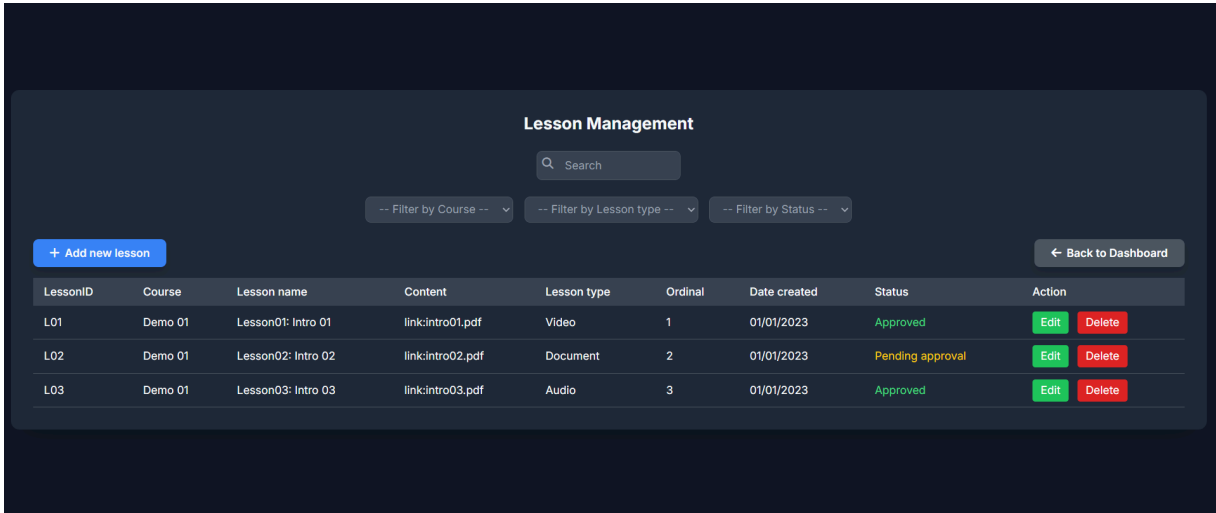 Lesson Management
Search
-- Filter by Course -- -- Filter by Lesson type -- -- Filter by Status --
+ Add new lesson ← Back to Dashboard
LessonID Course Lesson name Content Lesson type Ordinal Date created Status Action
L01 Demo 01 Lesson01: Intro 01 link:intro01.pdf Video 1 01/01/2023 Approved Edit Delete
L02 Demo 01 Lesson02: Intro 02 link:intro02.pdf Document 2 01/01/2023 Pending approval Edit Delete
L03 Demo 01 Lesson03: Intro 03 link:intro03.pdf Audio 3 01/01/2023 Approved Edit Delete